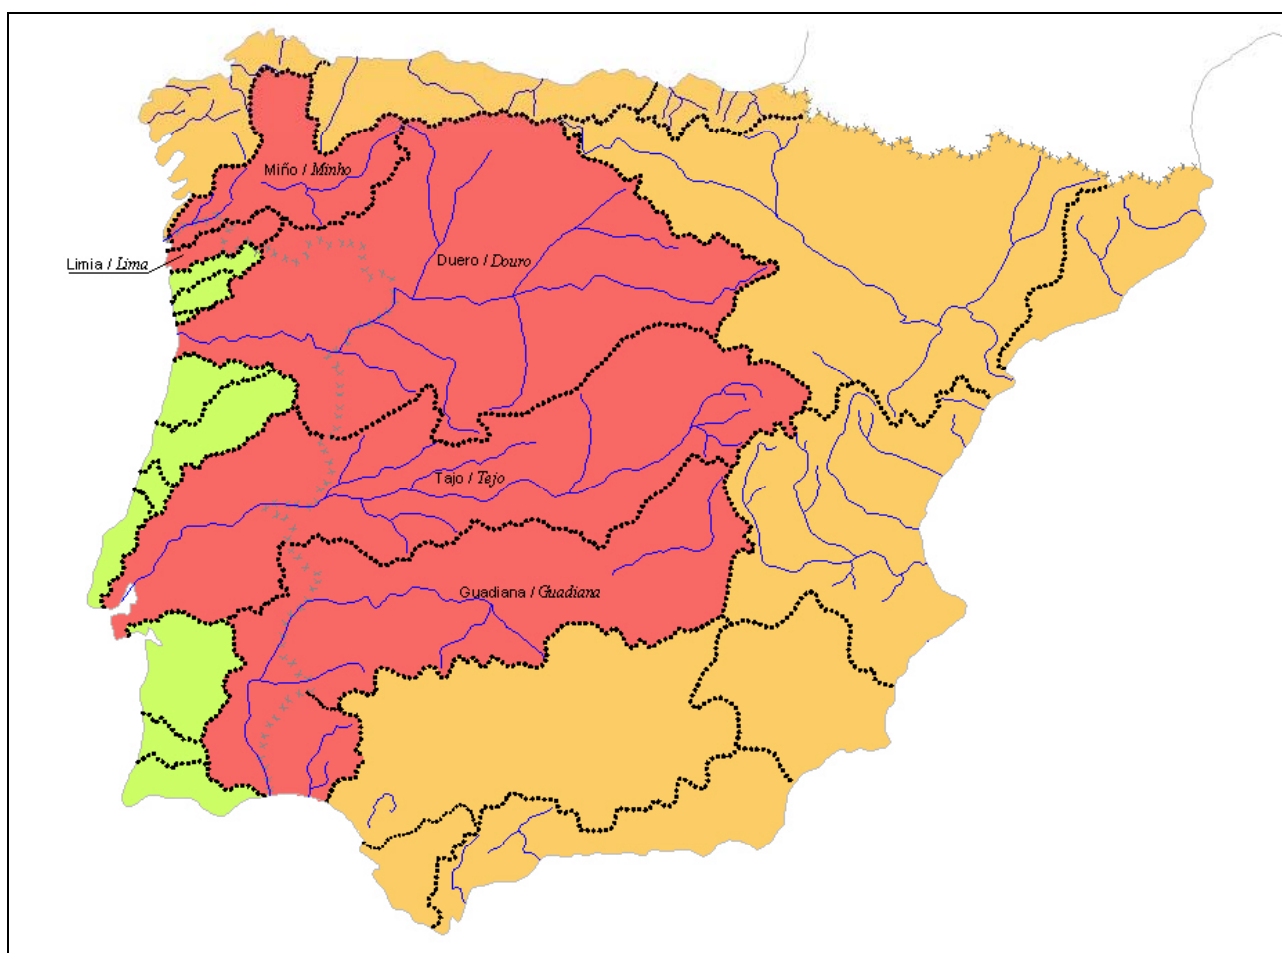 Miño / Minho
Limia / Lima
Duero / Douro
Tajo / Tejo
Guadiana / Guadiana